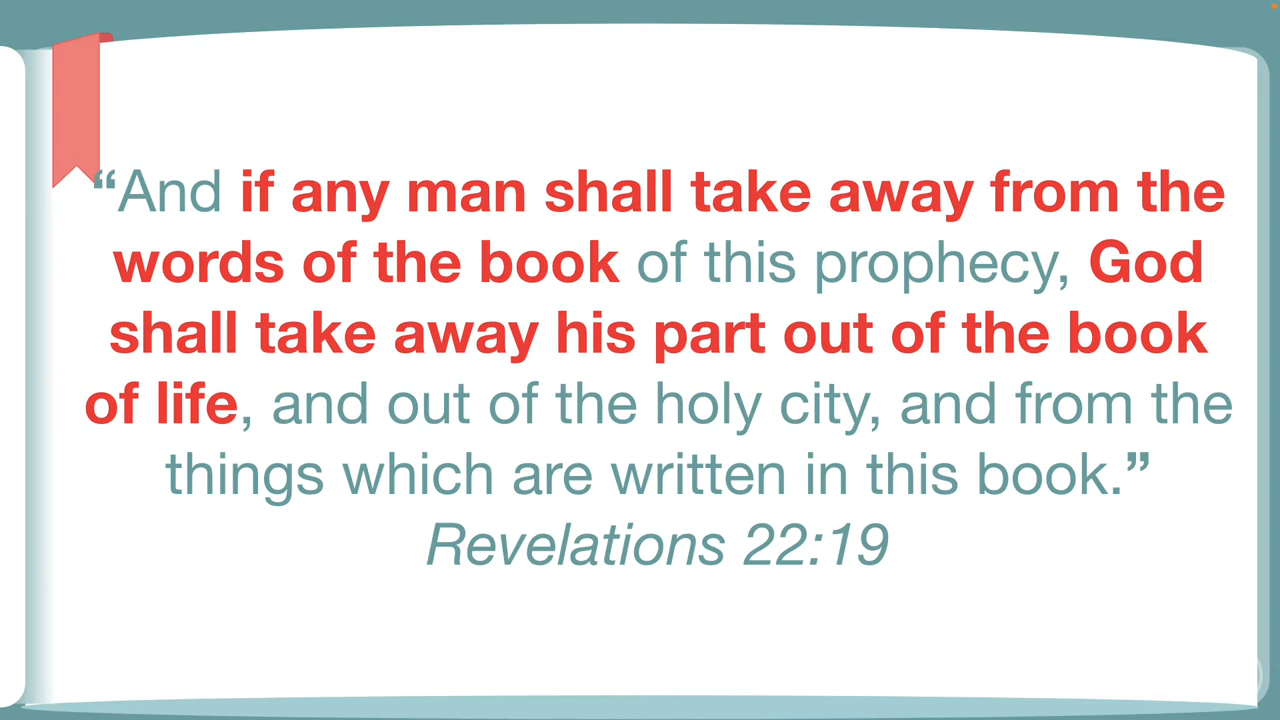 “And if any man shall take away from the
words of the book of this prophecy, God
shall take away his part out of the book
of life, and out of the holy city, and from the
things which are written in this book.”
Revelations 22:19